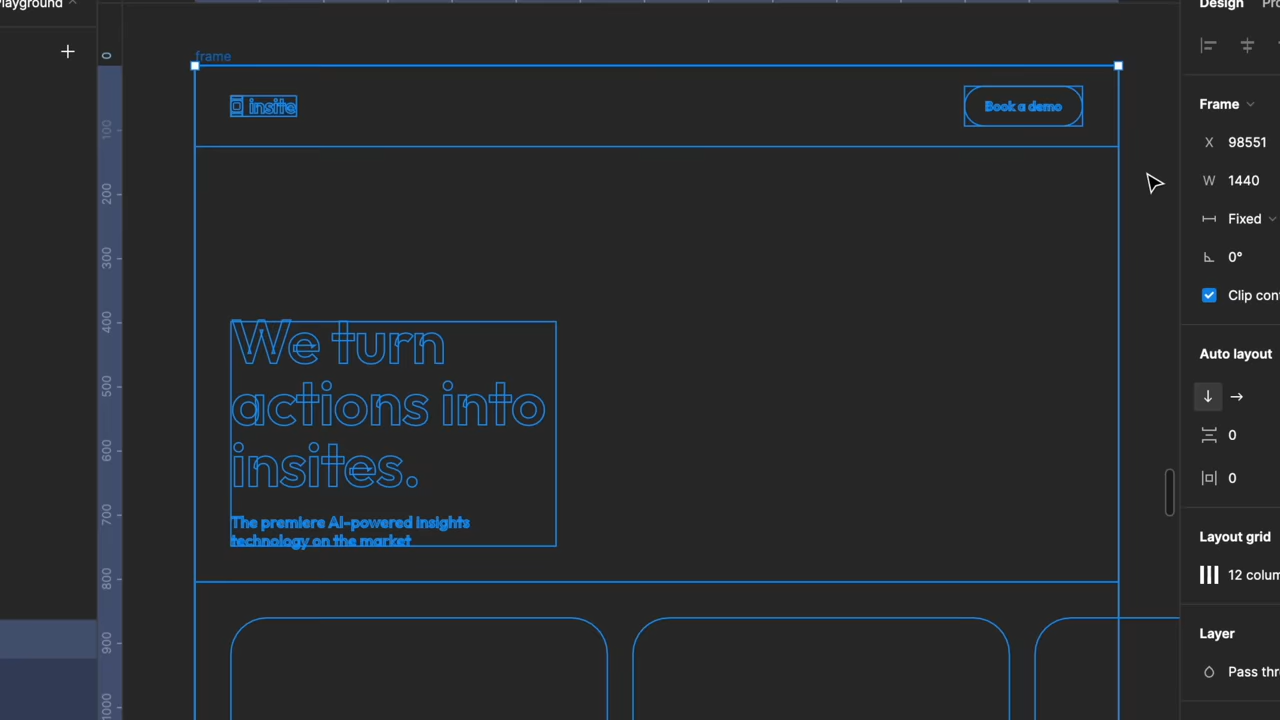 layground
Design Pr
0
frame
insite
Book a demo
Frame
100
X 98551
W 1440
200
Fixed
0°
300
Clip con
400
We turn
Auto layout
actions into
500
0
insites.
600
0
The premiere AI-powered insights
700
technology on the market
Layout grid
800
12 colum
900
Layer
1000
Pass thr